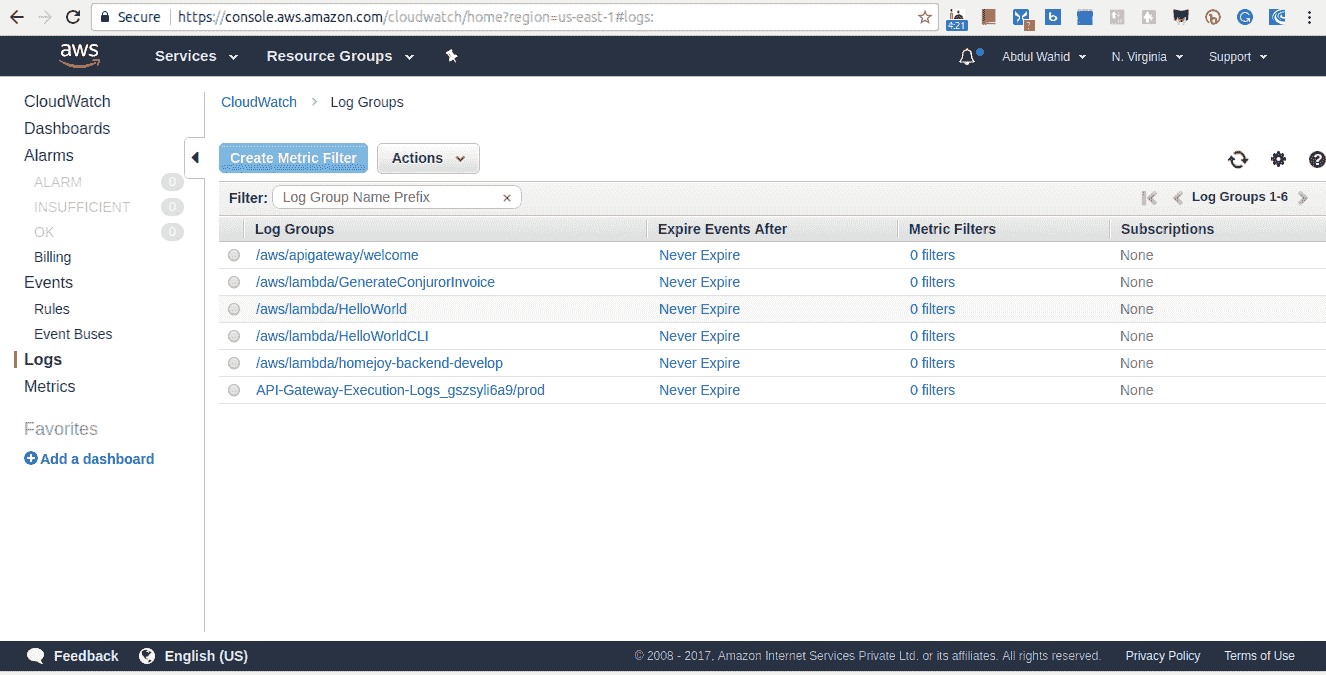 Secure https://console.aws.amazon.com/cloudwatch/home?region=us-east-1#logs:
4:21
aws Services Resource Groups Abdul Wahid N. Virginia Support
CloudWatch
Dashboards
Alarms
ALARM 0
INSUFFICIENT 0
OK 0
Billing
Events
Rules
Event Buses
Logs
Metrics
Favorites
Add a dashboard
CloudWatch > Log Groups
Create Metric Filter Actions
Filter: Log Group Name Prefix × Log Groups 1-6
Log Groups Expire Events After Metric Filters Subscriptions
/aws/apigateway/welcome Never Expire 0 filters None
/aws/lambda/GenerateConjurorInvoice Never Expire 0 filters None
/aws/lambda/HelloWorld Never Expire 0 filters None
/aws/lambda/HelloWorldCLI Never Expire 0 filters None
/aws/lambda/homejoy-backend-develop Never Expire 0 filters None
API-Gateway-Execution-Logs_gszsyli6a9/prod Never Expire 0 filters None
Feedback English (US) © 2008 - 2017, Amazon Internet Services Private Ltd. or its affiliates. All rights reserved. Privacy Policy Terms of Use